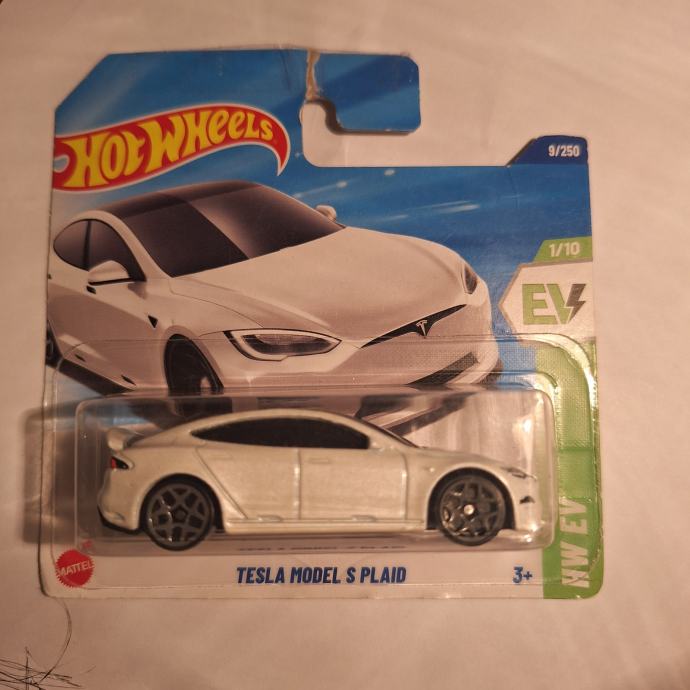 HOT WHEELS
9/250
1/10
EV
HW EV
MATTEL
TESLA MODEL S PLAID
3+